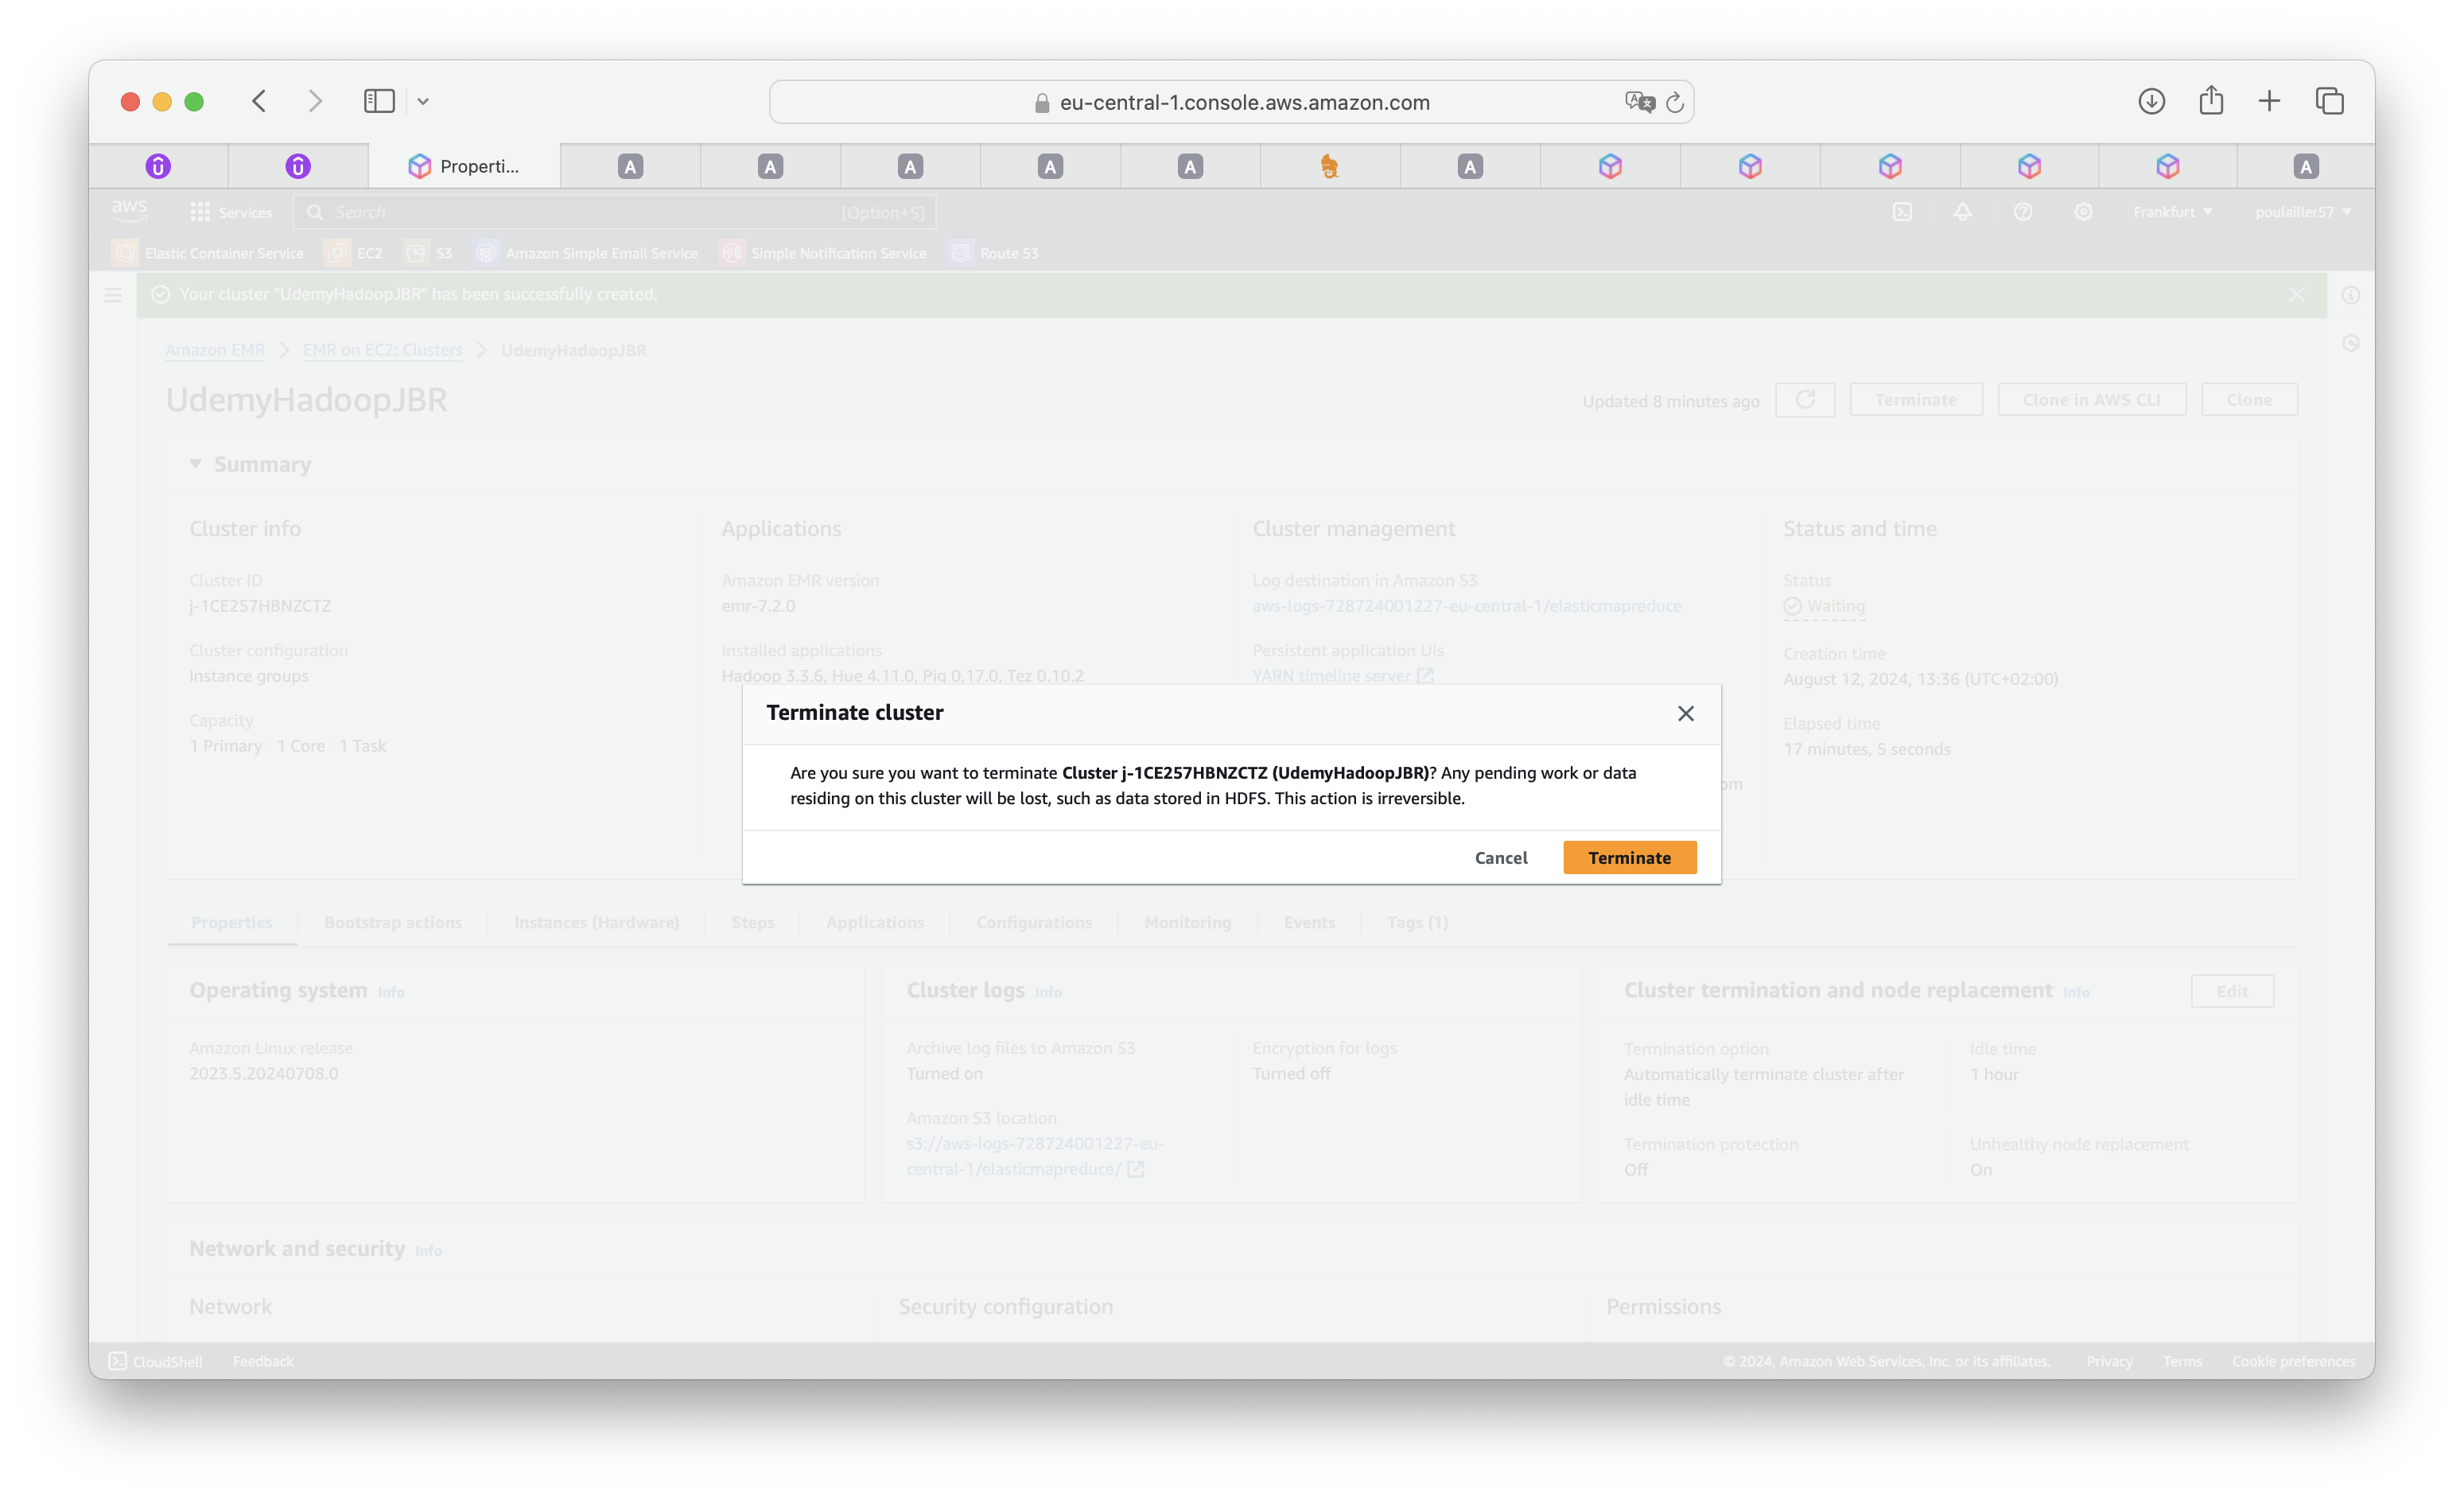 eu-central-1.console.aws.amazon.com
Properti...
A
A
A
A
A
A
A
aws
Services
Search
[Option+S]
Frankfurt
poulailler57
Elastic Container Service
EC2
S3
Amazon Simple Email Service
Simple Notification Service
Route 53
Your cluster "UdemyHadoopJBR" has been successfully created.
Amazon EMR
EMR on EC2: Clusters
UdemyHadoopJBR
UdemyHadoopJBR
Updated 8 minutes ago
Terminate
Clone in AWS CLI
Clone
Summary
Cluster info
Cluster ID
j-1CE257HBNZCTZ
Cluster configuration
Instance groups
Capacity
1 Primary 1 Core 1 Task
Applications
Amazon EMR version
emr-7.2.0
Installed applications
Hadoop 3.3.6, Hue 4.11.0, Pig 0.17.0, Tez 0.10.2
Cluster management
Log destination in Amazon S3
aws-logs-728724001227-eu-central-1/elasticmapreduce
Persistent application UIs
YARN timeline server
om
Status and time
Status
Waiting
Creation time
August 12, 2024, 13:36 (UTC+02:00)
Elapsed time
17 minutes, 5 seconds
Terminate cluster
Are you sure you want to terminate Cluster j-1CE257HBNZCTZ (UdemyHadoopJBR)? Any pending work or data
residing on this cluster will be lost, such as data stored in HDFS. This action is irreversible.
Cancel
Terminate
Properties
Bootstrap actions
Instances (Hardware)
Steps
Applications
Configurations
Monitoring
Events
Tags (1)
Operating system Info
Amazon Linux release
2023.5.20240708.0
Cluster logs Info
Archive log files to Amazon S3
Turned on
Amazon S3 location
s3://aws-logs-728724001227-eu-
central-1/elasticmapreduce/
Encryption for logs
Turned off
Cluster termination and node replacement Info
Edit
Termination option
Automatically terminate cluster after
idle time
Idle time
1 hour
Termination protection
Off
Unhealthy node replacement
On
Network and security Info
Network
Security configuration
Permissions
CloudShell
Feedback
© 2024, Amazon Web Services, Inc. or its affiliates.
Privacy
Terms
Cookie preferences